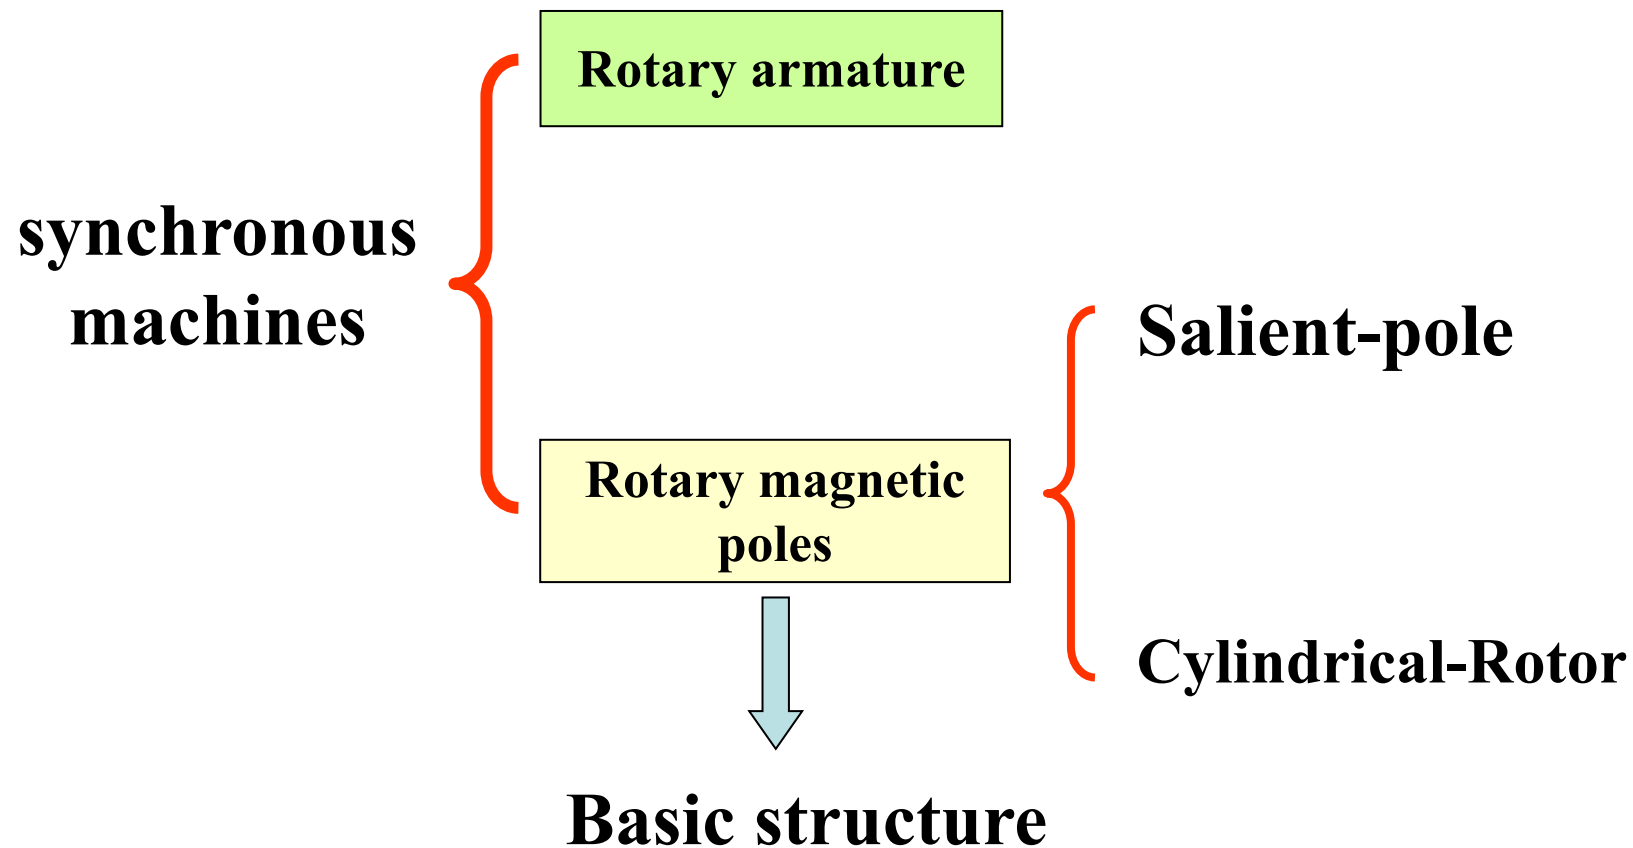 Rotary armature
synchronous
machines
Salient-pole
Rotary magnetic
poles
Cylindrical-Rotor
Basic structure